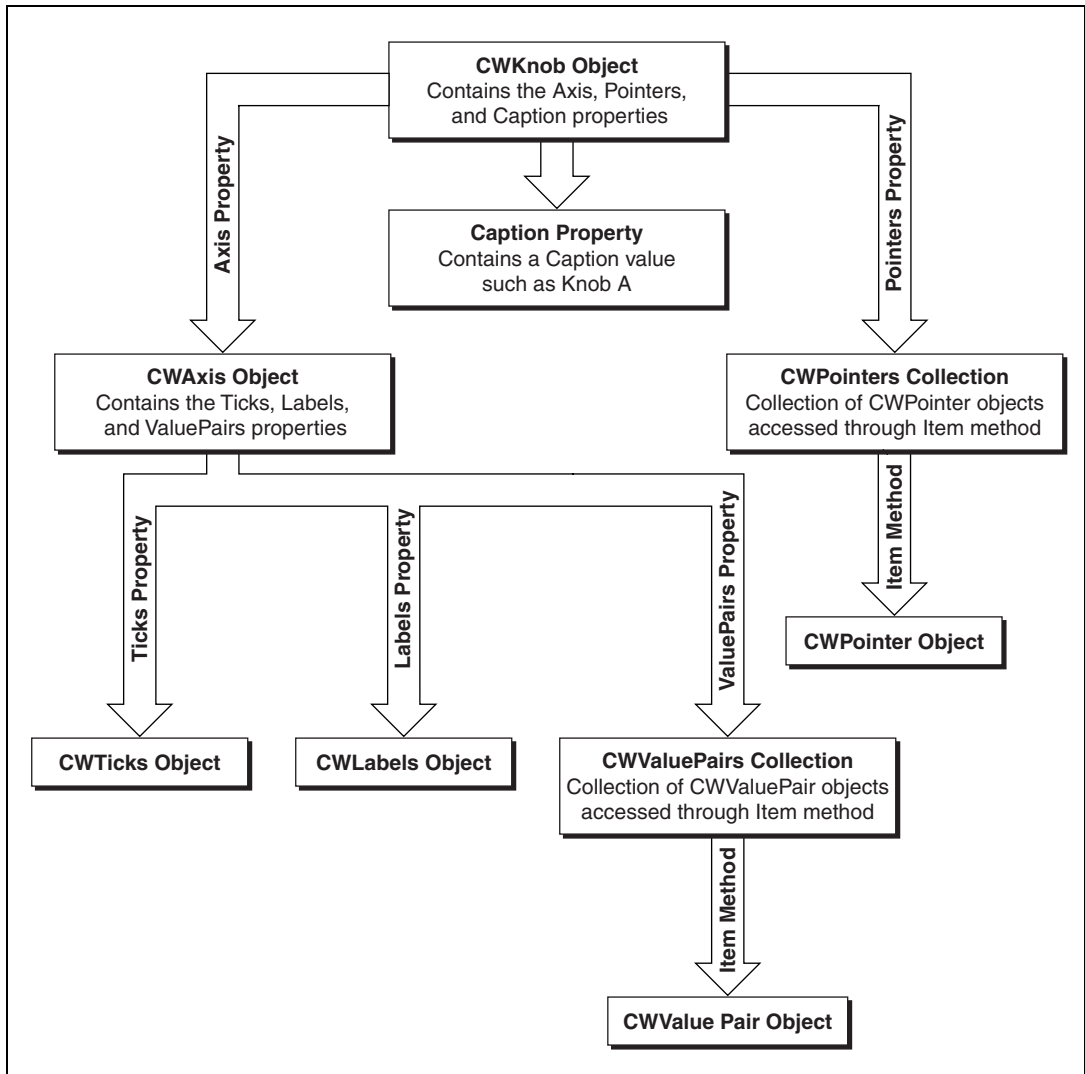 CWKnob Object
Contains the Axis, Pointers,
and Caption properties
Axis Property
Pointers Property
Caption Property
Contains a Caption value
such as Knob A
CWAxis Object
Contains the Ticks, Labels,
and ValuePairs properties
CWPointers Collection
Collection of CWPointer objects
accessed through Item method
Ticks Property
Labels Property
ValuePairs Property
Item Method
CWPointer Object
CWTicks Object
CWLabels Object
CWValuePairs Collection
Collection of CWValuePair objects
accessed through Item method
Item Method
CWValue Pair Object